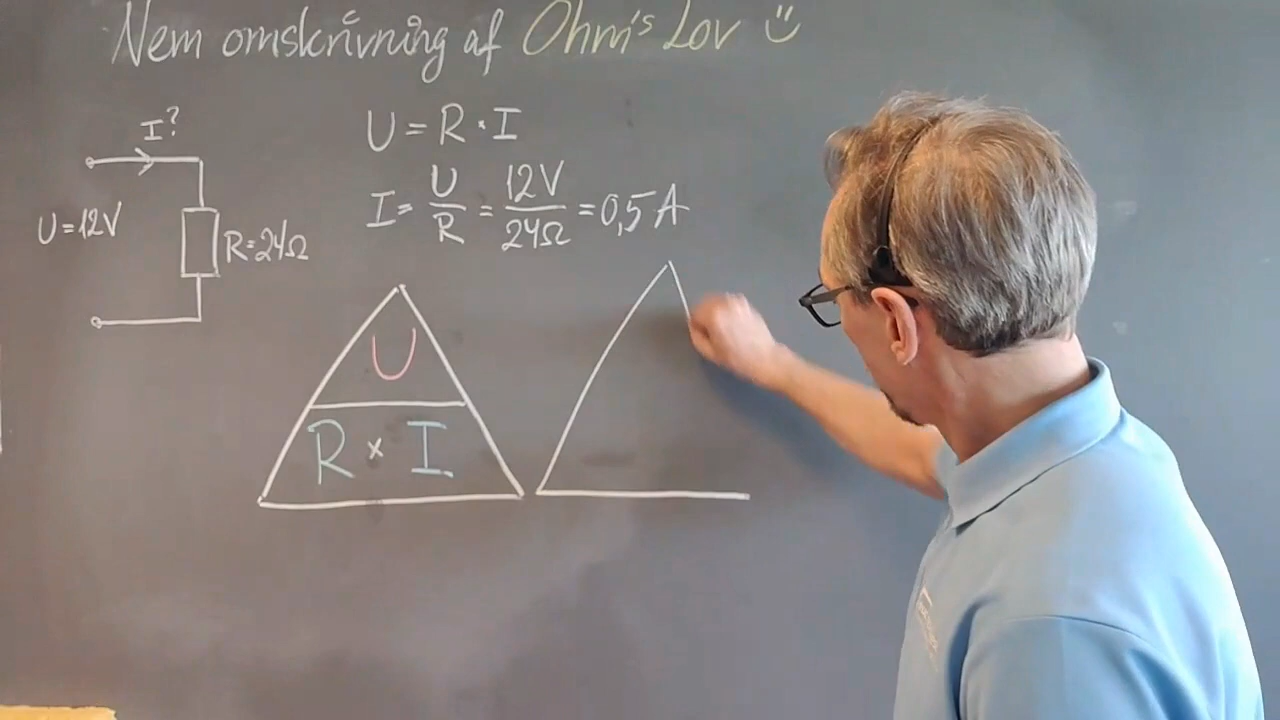 Nem omskrivning af Ohm's Lov
I?
U = R · I
I = U/R = 12V/24Ω = 0,5 A
U = 12V
R = 24Ω
U
R × I